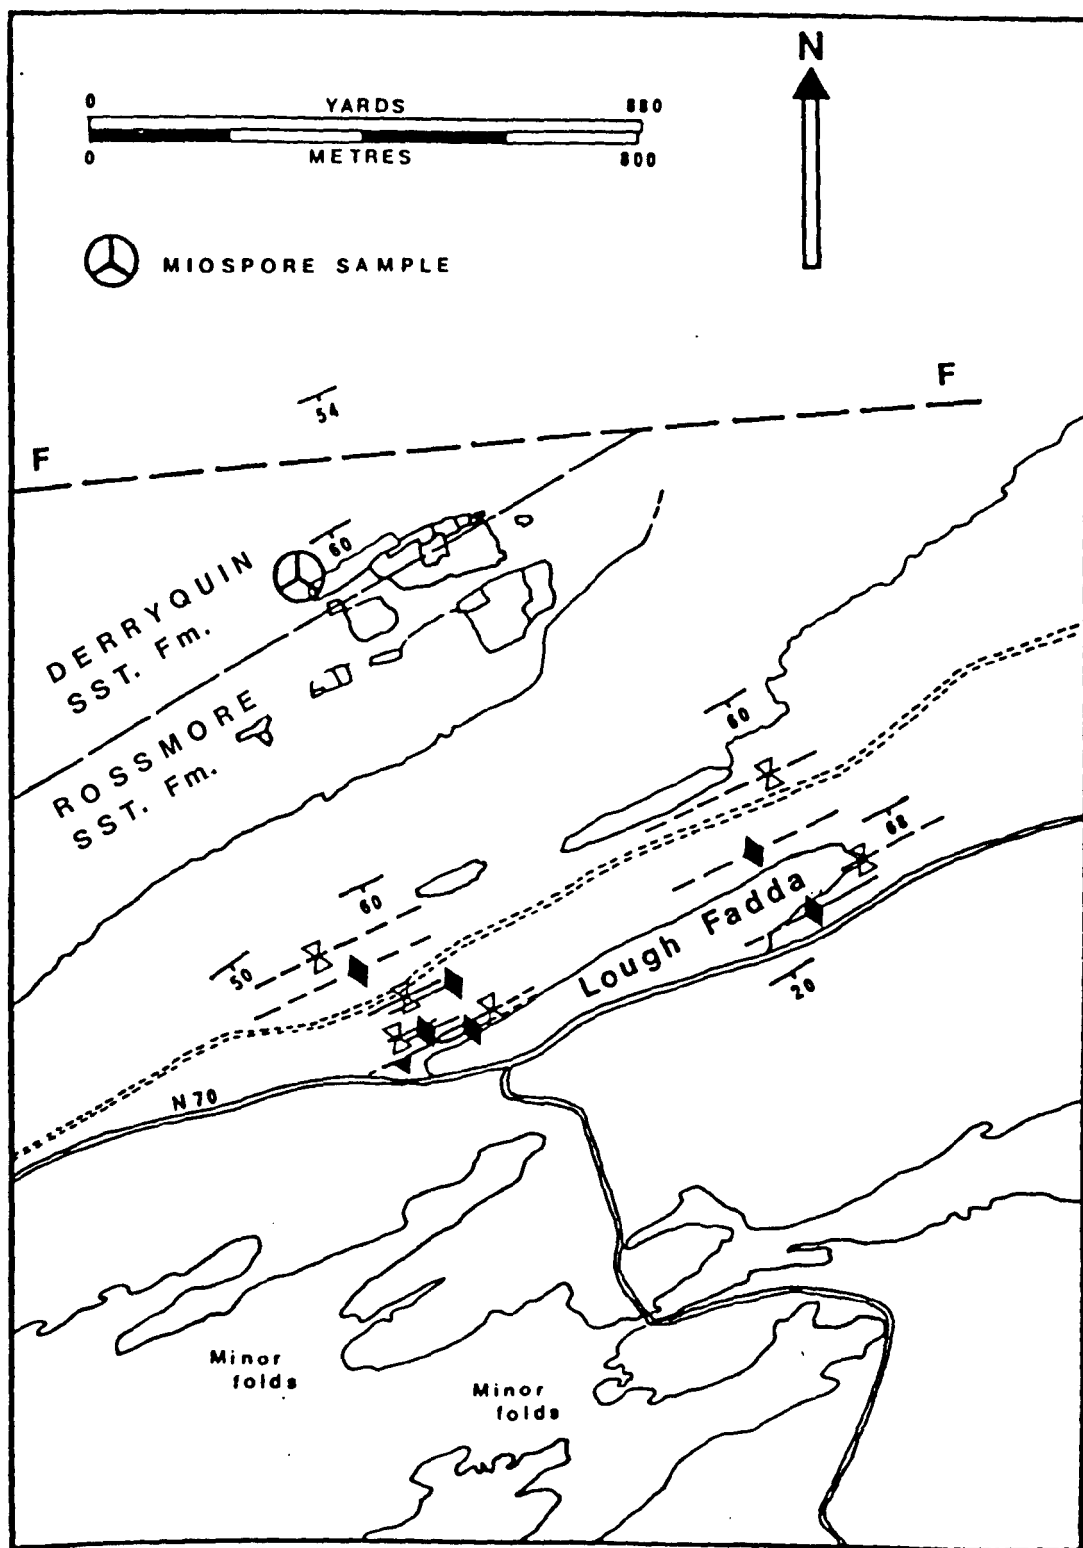 N
0 YARDS 880
0 METRES 800
MIOSPORE SAMPLE
54
F
F
60
DERRYQUIN
SST. Fm.
ROSSMORE
SST. Fm.
60
68
60
Lough Fadda
50
20
N70
Minor
folds
Minor
folds